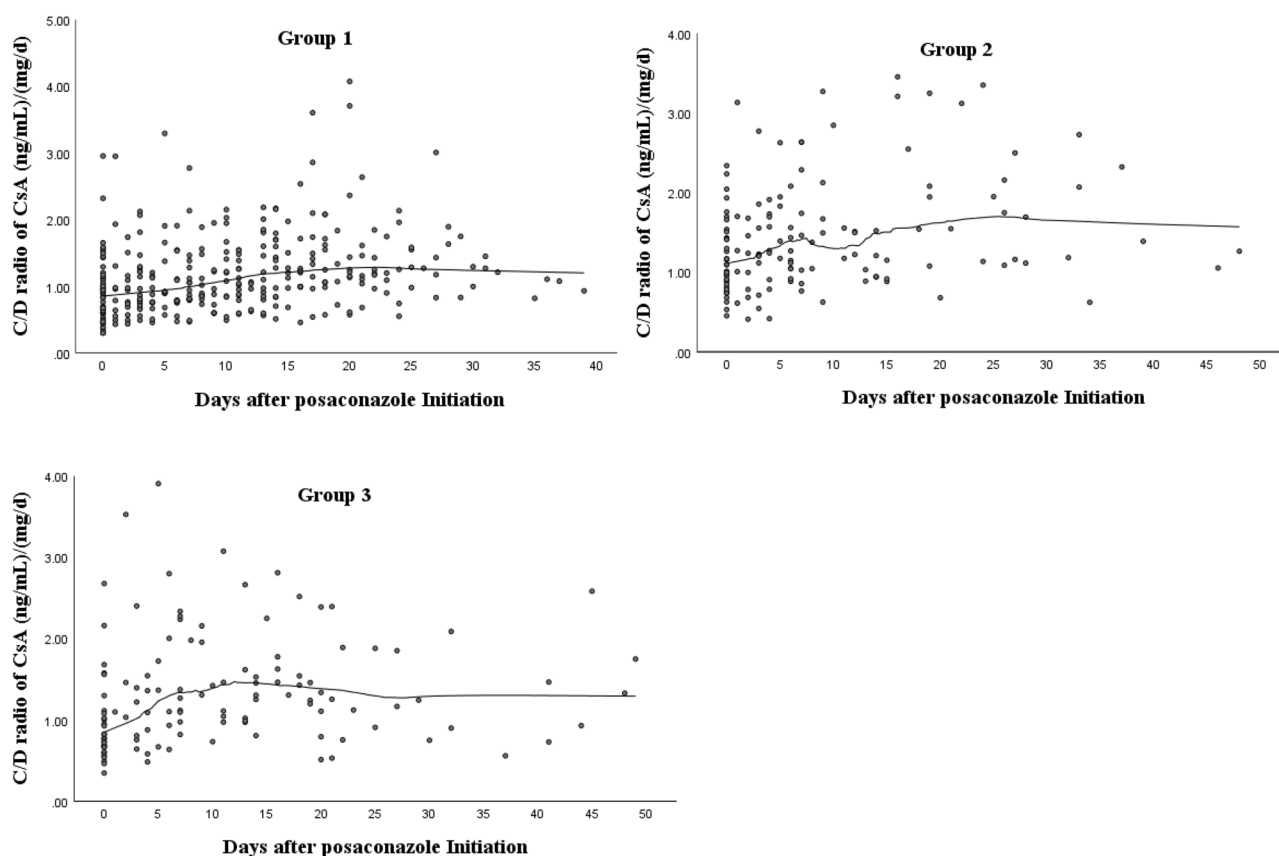 Group 1
C/D radio of CsA (ng/mL)/(mg/d)
5.00
4.00
3.00
2.00
1.00
.00
0 5 10 15 20 25 30 35 40
Days after posaconazole Initiation
Group 2
C/D radio of CsA (ng/mL)/(mg/d)
4.00
3.00
2.00
1.00
.00
0 5 10 15 20 25 30 35 40 45 50
Days after posaconazole Initiation
Group 3
C/D radio of CsA (ng/mL)/(mg/d)
4.00
3.00
2.00
1.00
.00
0 5 10 15 20 25 30 35 40 45 50
Days after posaconazole Initiation